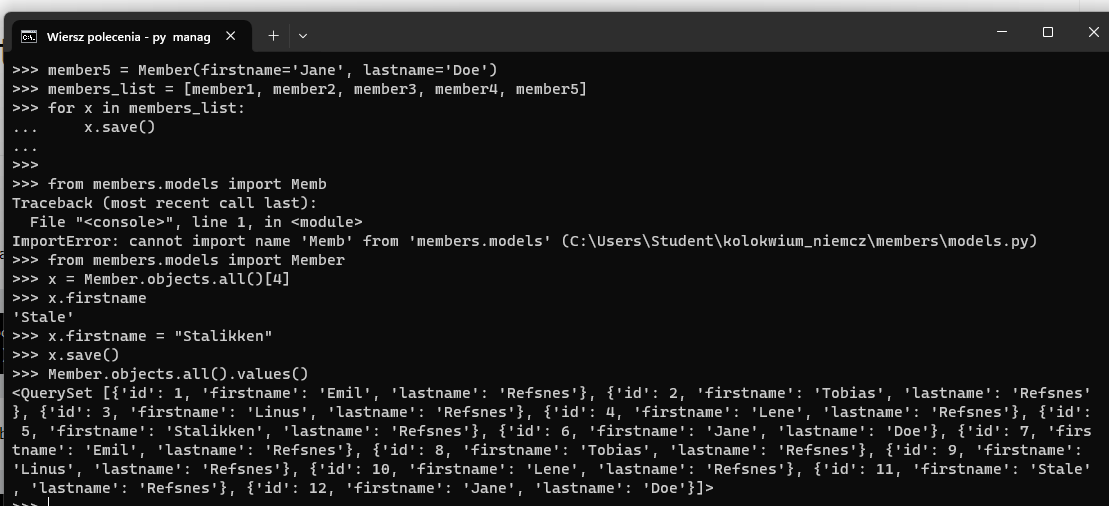 Wiersz polecenia - py manag
>>> member5 = Member(firstname='Jane', lastname='Doe')
>>> members_list = [member1, member2, member3, member4, member5]
>>> for x in members_list:
...     x.save()
...
>>>
>>> from members.models import Memb
Traceback (most recent call last):
  File "<console>", line 1, in <module>
ImportError: cannot import name 'Memb' from 'members.models' (C:\Users\Student\kolokwium_niemcz\members\models.py)
>>> from members.models import Member
>>> x = Member.objects.all()[4]
>>> x.firstname
'Stale'
>>> x.firstname = "Stalikken"
>>> x.save()
>>> Member.objects.all().values()
<QuerySet [{'id': 1, 'firstname': 'Emil', 'lastname': 'Refsnes'}, {'id': 2, 'firstname': 'Tobias', 'lastname': 'Refsnes'
}, {'id': 3, 'firstname': 'Linus', 'lastname': 'Refsnes'}, {'id': 4, 'firstname': 'Lene', 'lastname': 'Refsnes'}, {'id':
 5, 'firstname': 'Stalikken', 'lastname': 'Refsnes'}, {'id': 6, 'firstname': 'Jane', 'lastname': 'Doe'}, {'id': 7, 'firs
tname': 'Emil', 'lastname': 'Refsnes'}, {'id': 8, 'firstname': 'Tobias', 'lastname': 'Refsnes'}, {'id': 9, 'firstname':
'Linus', 'lastname': 'Refsnes'}, {'id': 10, 'firstname': 'Lene', 'lastname': 'Refsnes'}, {'id': 11, 'firstname': 'Stale'
, 'lastname': 'Refsnes'}, {'id': 12, 'firstname': 'Jane', 'lastname': 'Doe'}]>
>>>